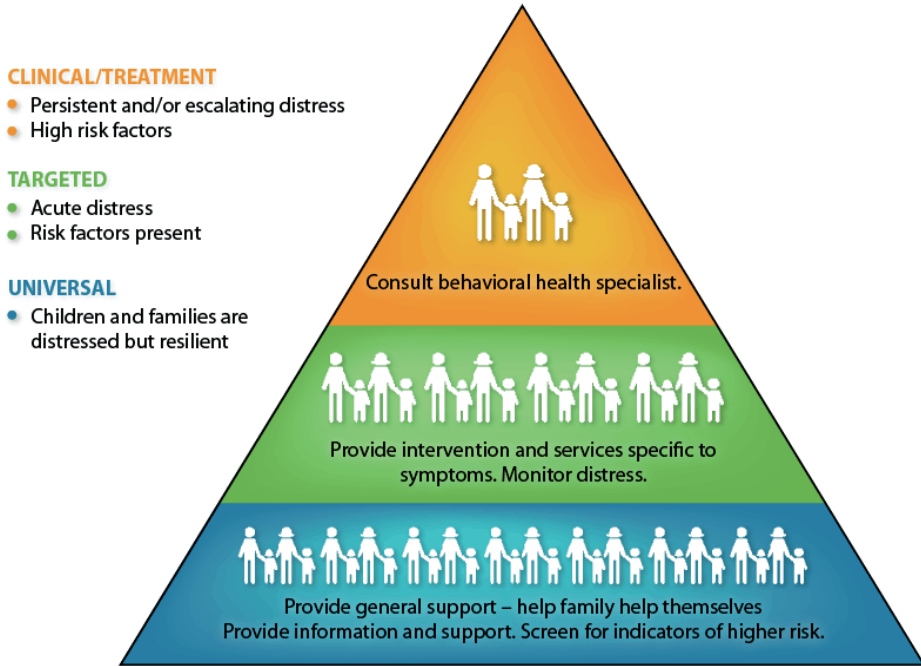 CLINICAL/TREATMENT
Persistent and/or escalating distress
High risk factors
TARGETED
Acute distress
Risk factors present
UNIVERSAL
Children and families are
distressed but resilient
Consult behavioral health specialist.
Provide intervention and services specific to
symptoms. Monitor distress.
Provide general support – help family help themselves
Provide information and support. Screen for indicators of higher risk.